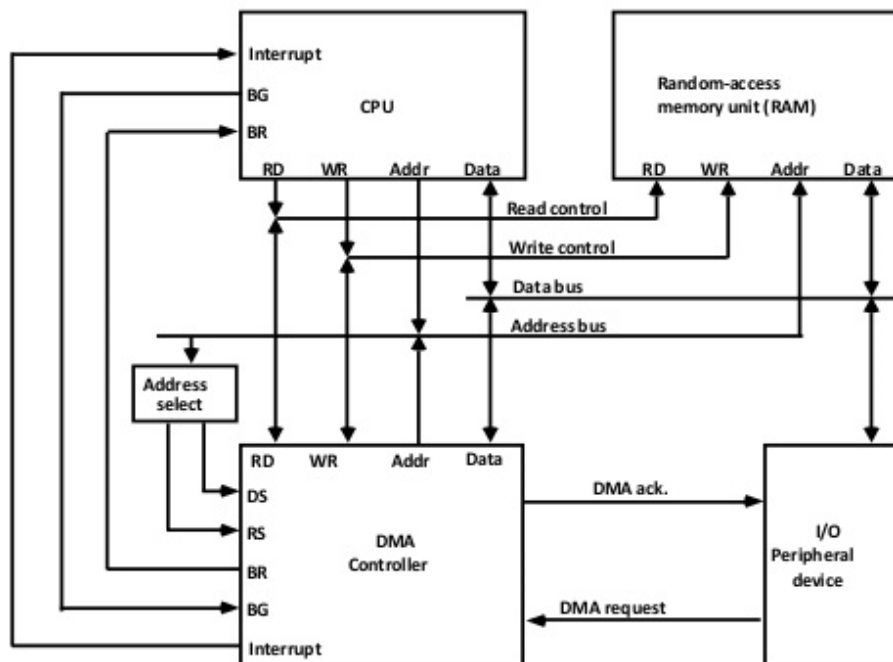 Interrupt
BG
BR
CPU
RD WR Addr Data
Random-access
memory unit (RAM)
RD WR Addr Data
Read control
Write control
Data bus
Address bus
Address
select
RD WR Addr Data
DS
RS
BR
BG
Interrupt
DMA
Controller
DMA ack.
DMA request
I/O
Peripheral
device